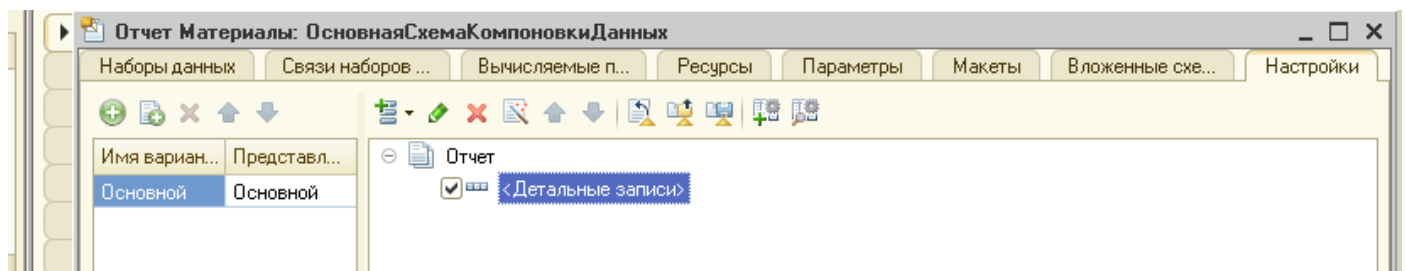 Отчет Материалы: ОсновнаяСхемаКомпоновкиДанных
Наборы данных Связи наборов ... Вычисляемые п... Ресурсы Параметры Макеты Вложенные схе... Настройки
Имя вариан... Представл... Отчет
Основной Основной <Детальные записи>